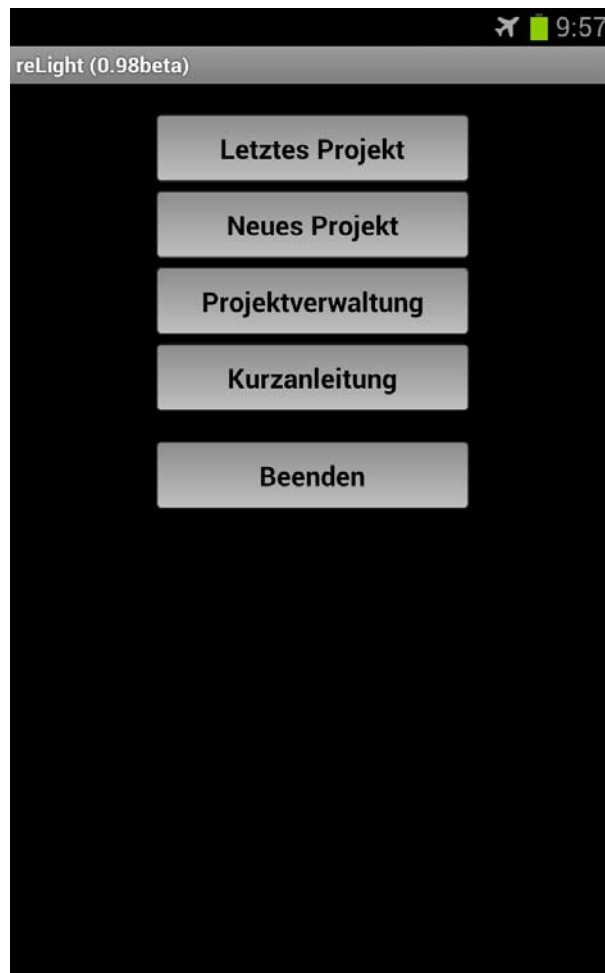 9:57
reLight (0.98beta)
Letztes Projekt
Neues Projekt
Projektverwaltung
Kurzanleitung
Beenden